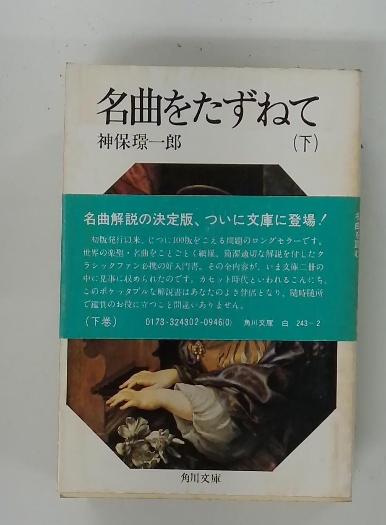 名曲をたずねて
神保璟一郎
(下)
名曲解説の決定版、ついに文庫に登場!
初版発行以来、じつに100版をこえる問題のロングセラーです。
世界の楽聖・名曲をことごとく網羅、簡潔適切な解説を付したク
ラシックファン必携の好入門書。その全内容が、いま文庫二冊の
中に見事に収められたのです。カセット時代といわれるこんにち、
このポケッタブルな解説書はあなたのよき伴侶となり、随時随所
で鑑賞のお役に立つこと間違いありません。
(下巻)
0173-324302-0946(0)
角川文庫 白 243-2
角川文庫